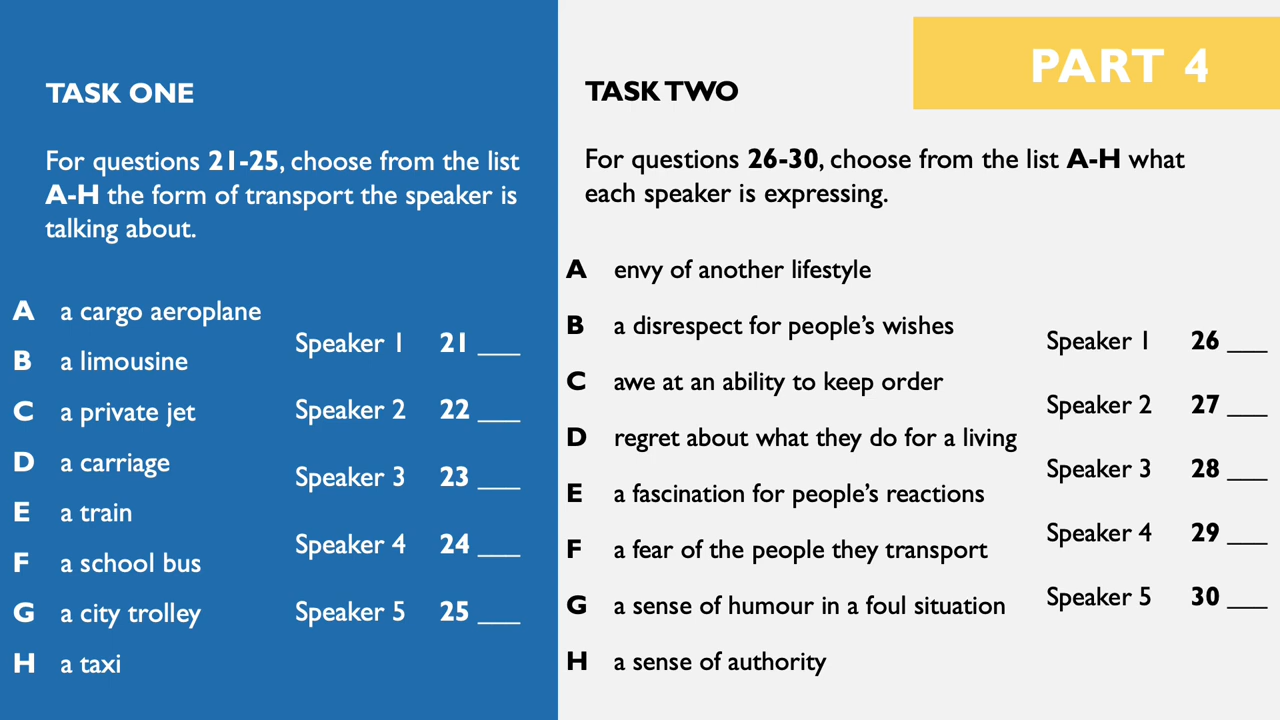 PART 4
TASK ONE
For questions 21-25, choose from the list
A-H the form of transport the speaker is
talking about.
A a cargo aeroplane
B a limousine
C a private jet
D a carriage
E a train
F a school bus
G a city trolley
H a taxi
Speaker 1 21 ___
Speaker 2 22 ___
Speaker 3 23 ___
Speaker 4 24 ___
Speaker 5 25 ___
TASK TWO
For questions 26-30, choose from the list A-H what
each speaker is expressing.
A envy of another lifestyle
B a disrespect for people’s wishes
C awe at an ability to keep order
D regret about what they do for a living
E a fascination for people’s reactions
F a fear of the people they transport
G a sense of humour in a foul situation
H a sense of authority
Speaker 1 26 ___
Speaker 2 27 ___
Speaker 3 28 ___
Speaker 4 29 ___
Speaker 5 30 ___